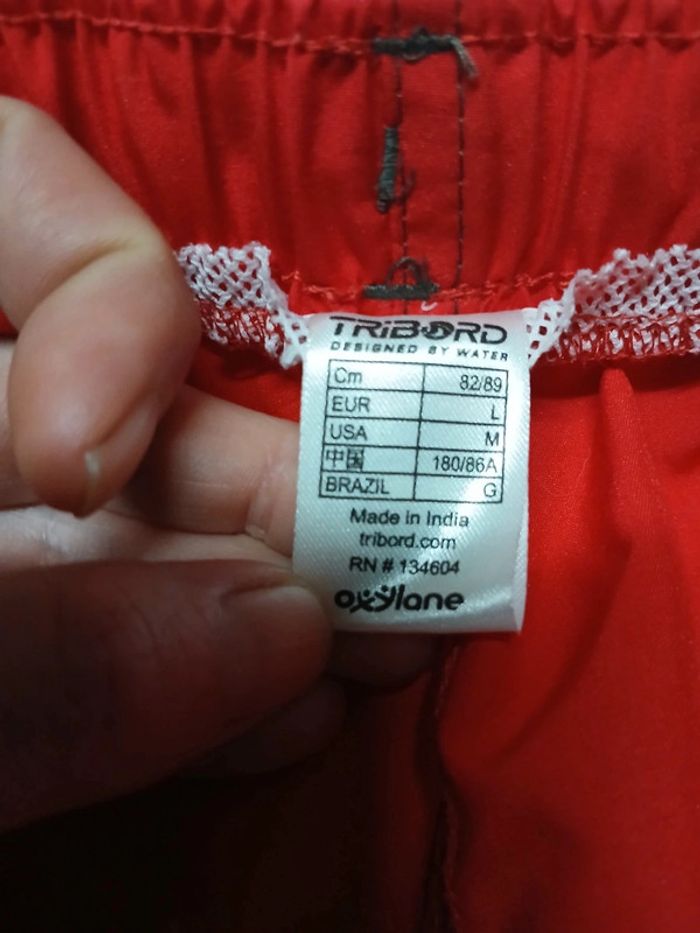 TRIBORD
DESIGNED BY WATER
Cm 82/89
EUR L
USA M
中国 180/86A
BRAZIL G
Made in India
tribord.com
RN # 134604
oxylane